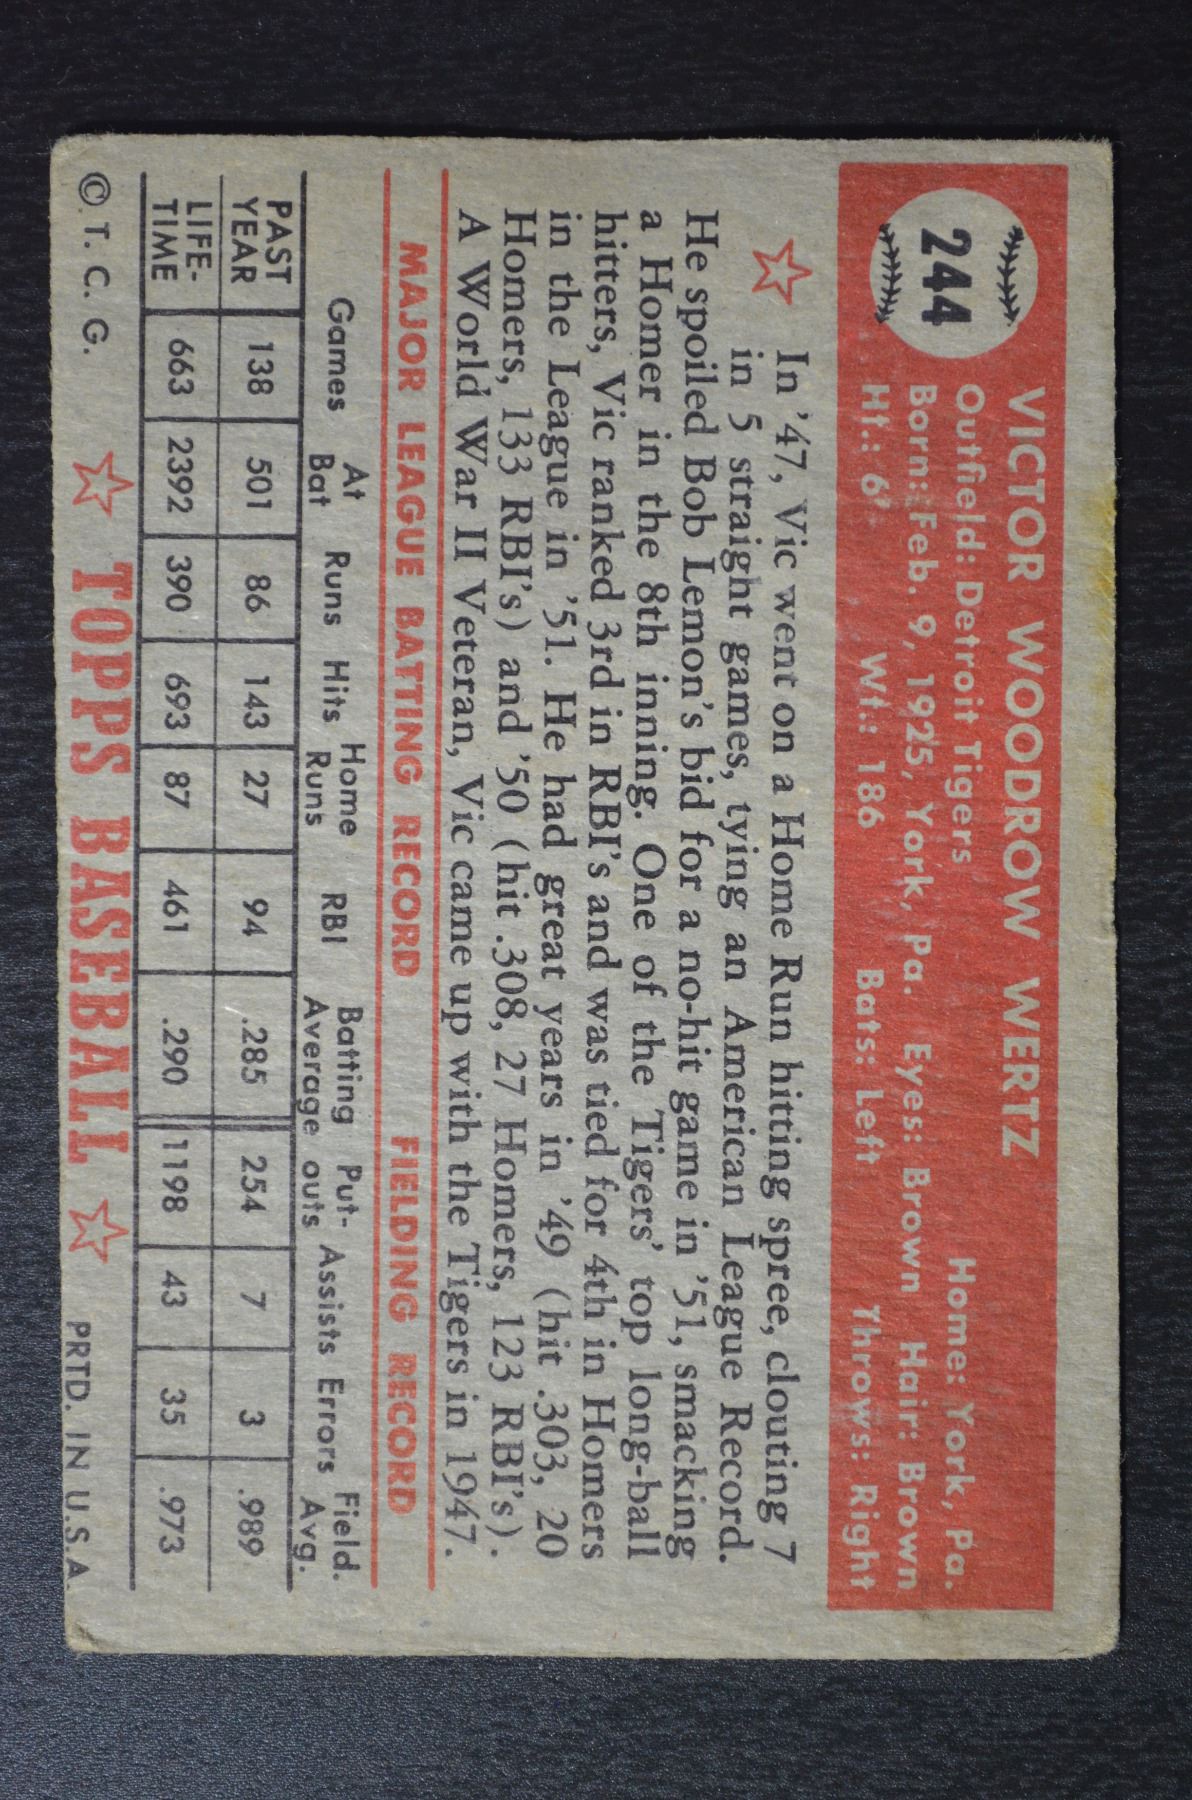 244
VICTOR WOODROW WERTZ
Outfield: Detroit Tigers Home: York, Pa.
Born: Feb. 9, 1925, York, Pa. Eyes: Brown Hair: Brown
Ht.: 6' Wt.: 186 Bats: Left Throws: Right
In '47, Vic went on a Home Run hitting spree, clouting 7
in 5 straight games, tying an American League Record.
He spoiled Bob Lemon's bid for a no-hit game in '51, smacking
a Homer in the 8th inning. One of the Tigers' top long-ball
hitters, Vic ranked 3rd in RBI's and was tied for 4th in Homers
in the League in '51. He had great years in '49 (hit .303, 20
Homers, 133 RBI's) and '50 (hit .308, 27 Homers, 123 RBI's).
A World War II Veteran, Vic came up with the Tigers in 1947.
MAJOR LEAGUE BATTING RECORD FIELDING RECORD
Games At Bat Runs Hits Home Runs RBI Batting Average Put-outs Assists Errors Field. Avg.
PAST YEAR 138 501 86 143 27 94 .285 254 7 3 .989
LIFE-TIME 663 2392 390 693 87 461 .290 1198 43 35 .973
© T. C. G. TOPPS BASEBALL PRTD. IN U.S.A.